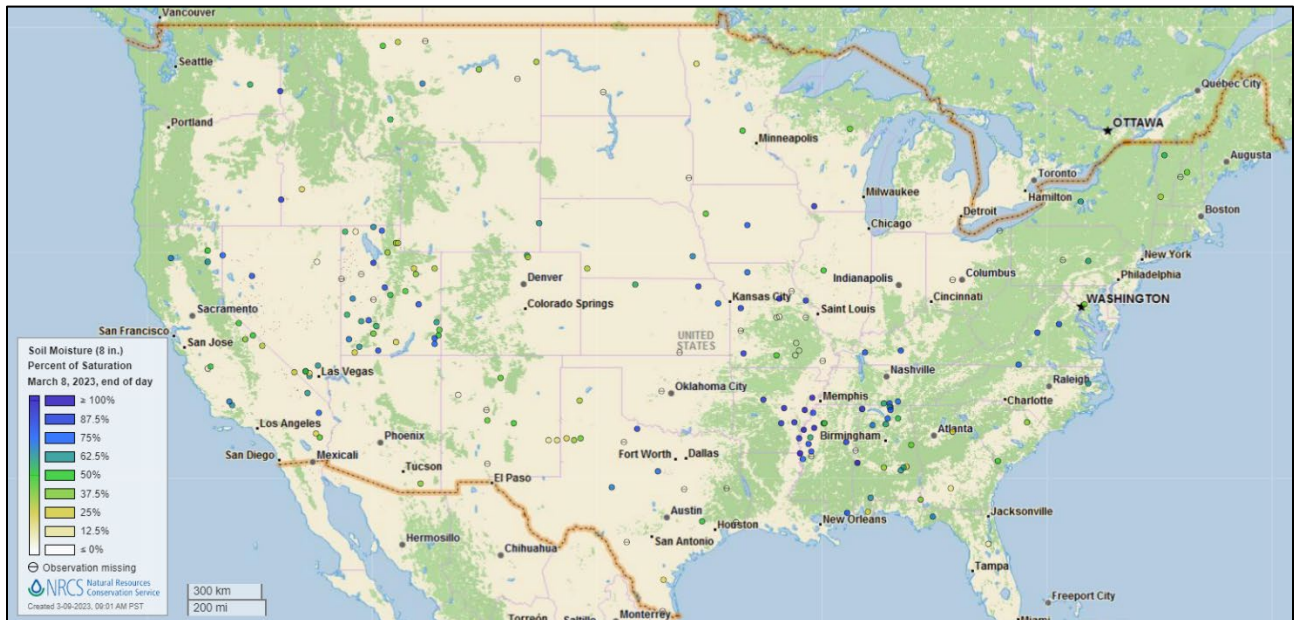 Vancouver
Seattle
Québec City
OTTAWA
Portland
Minneapolis
Augusta
Toronto
Milwaukee
Hamilton
Detroit
Boston
Chicago
New York
Denver
Indianapolis
Columbus
Philadelphia
Sacramento
Colorado Springs
Kansas City
Cincinnati
WASHINGTON
Saint Louis
San Francisco
San Jose
UNITED
STATES
Las Vegas
Nashville
Oklahoma City
Raleigh
Memphis
Charlotte
Los Angeles
Phoenix
Birmingham
Atlanta
San Diego
Mexicali
Fort Worth
Dallas
Tucson
El Paso
Austin
Jacksonville
New Orleans
Houston
Hermosillo
San Antonio
Chihuahua
Tampa
Freeport City
Monterrey
Torreón
Saltillo
Miami
Soil Moisture (8 in.)
Percent of Saturation
March 8, 2023, end of day
≥ 100%
87.5%
75%
62.5%
50%
37.5%
25%
12.5%
≤ 0%
Observation missing
NRCS Natural Resources
Conservation Service
Created 3-09-2023, 09:01 AM PST
300 km
200 mi